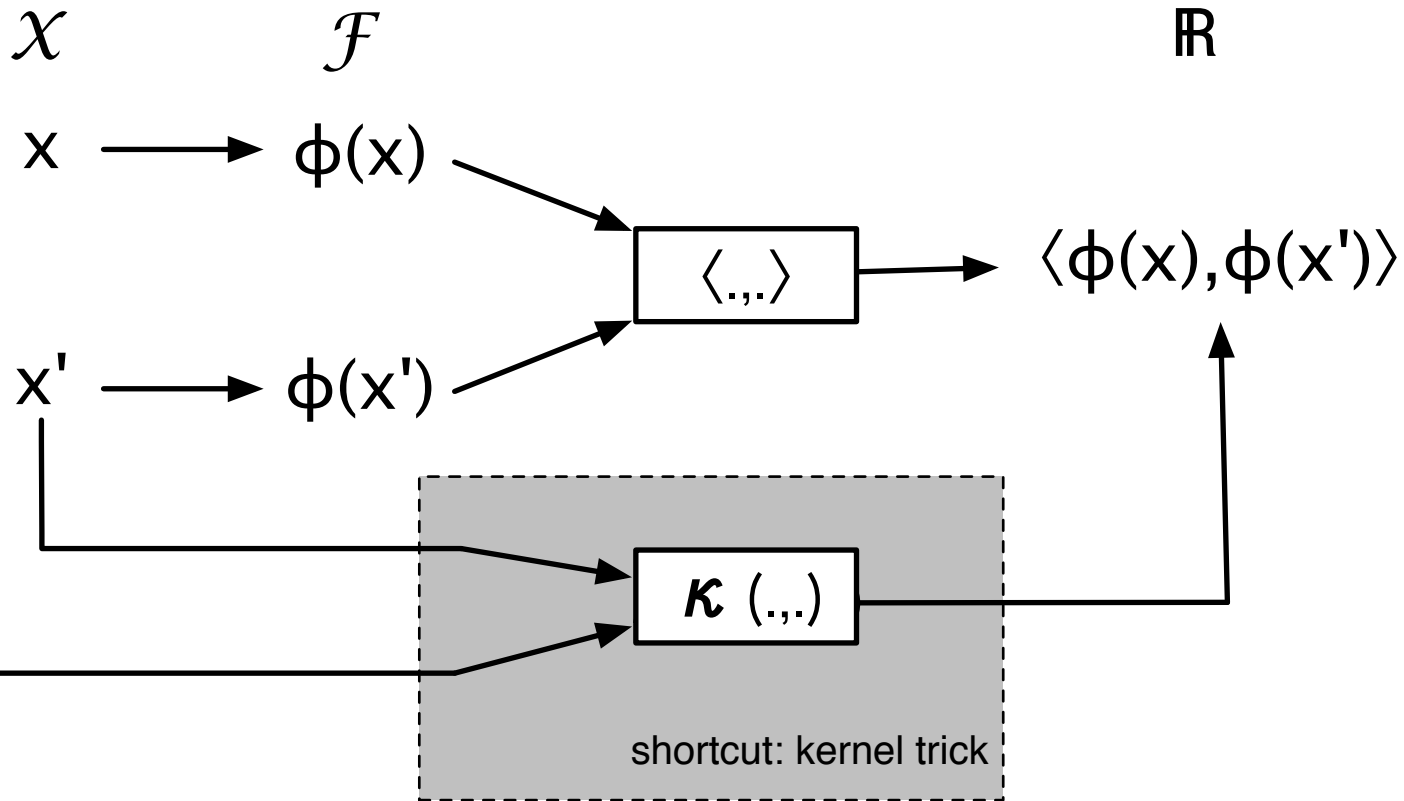 𝒳 ℱ ℝ
x ϕ(x)
⟨.,.⟩ ⟨ϕ(x),ϕ(x')⟩
x' ϕ(x')
𝜿 (.,.)
shortcut: kernel trick